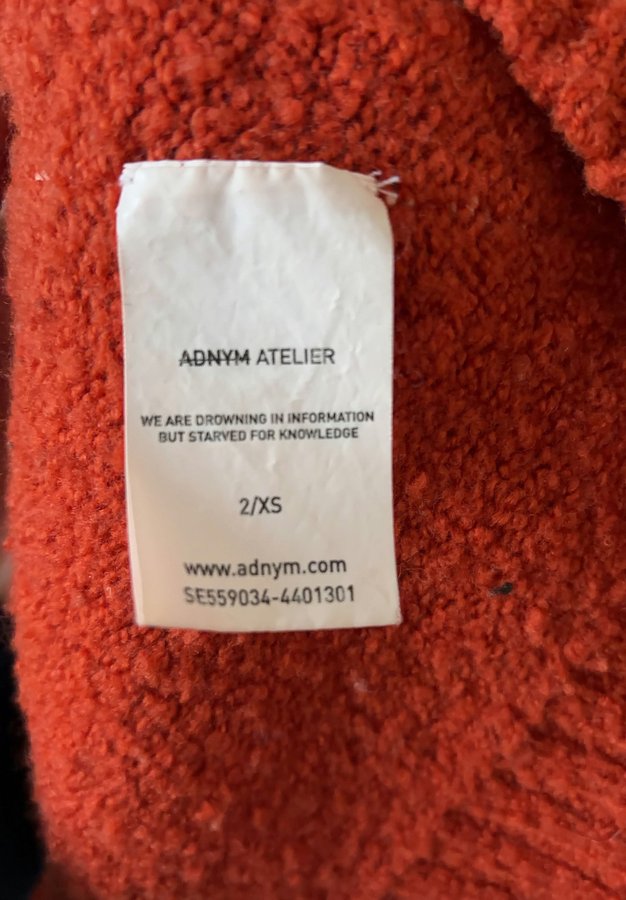 ADNYM ATELIER
WE ARE DROWNING IN INFORMATION
BUT STARVED FOR KNOWLEDGE
2/XS
www.adnym.com
SE559034-4401301